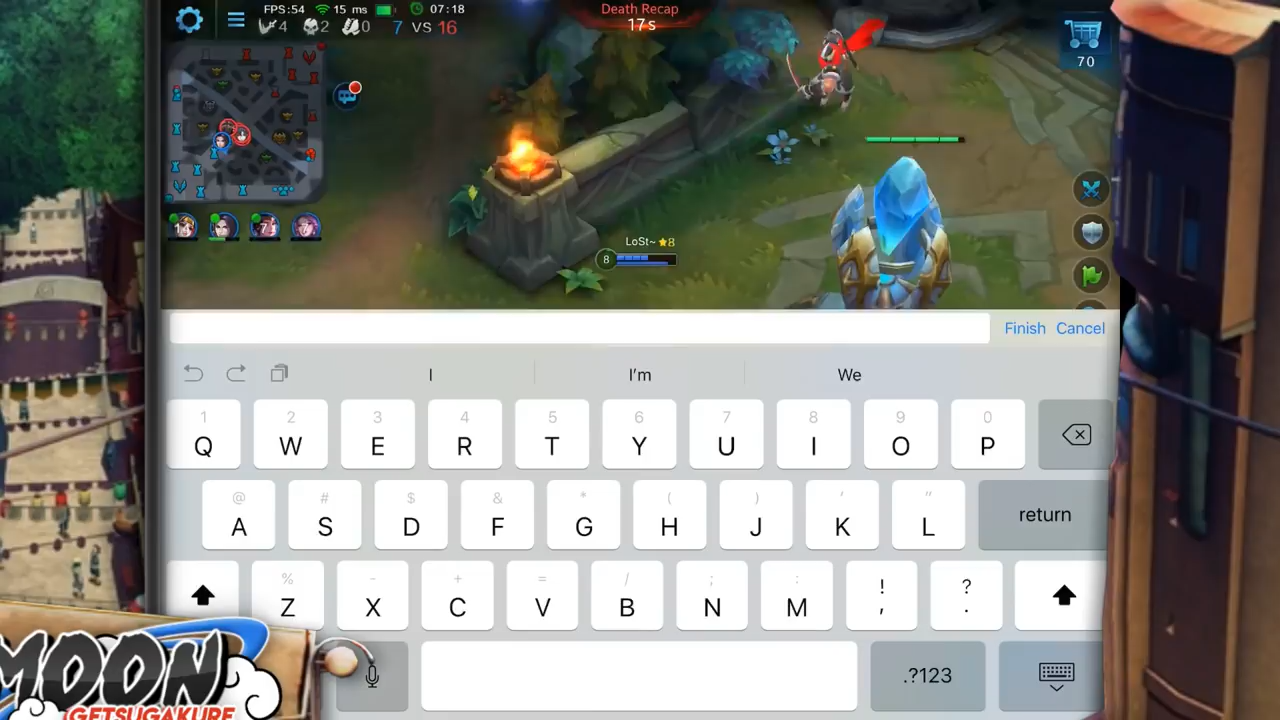 FPS:54 15 ms 07:18
4 2 0 7 VS 16
Death Recap
17s
70
LoSt~ ★8
8
Finish Cancel
I I'm We
1 2 3 4 5 6 7 8 9 0
Q W E R T Y U I O P
@ # $ & * ( ) ' "
A S D F G H J K L return
% - + = / ; : ! ?
Z X C V B N M , .
.?123
MOON
GETSUGAKURE